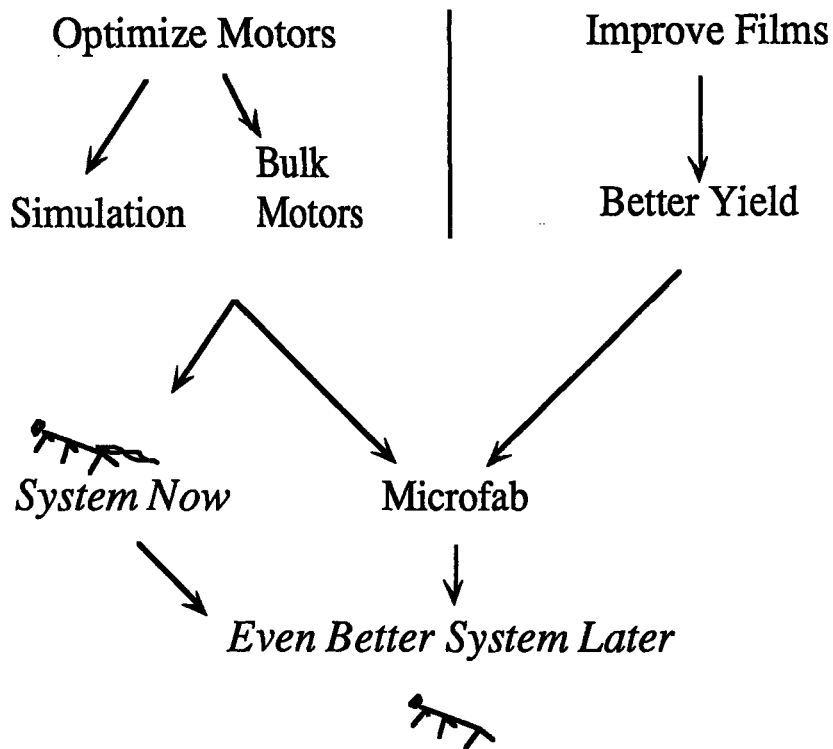 Optimize Motors
Improve Films
Simulation
Bulk
Motors
Better Yield
System Now
Microfab
Even Better System Later